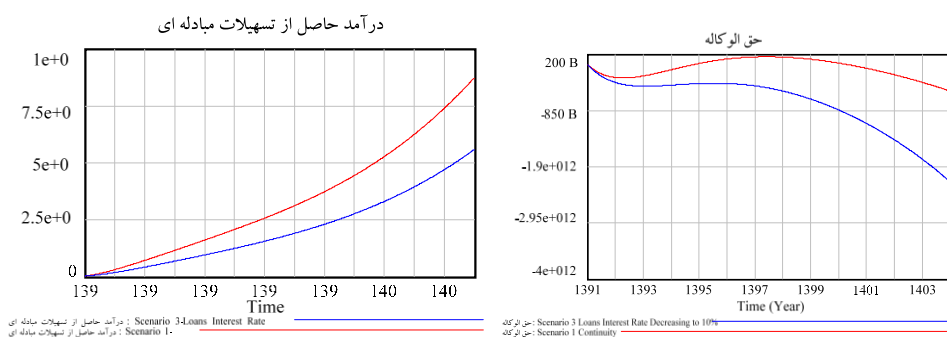 درآمد حاصل از تسهیلات مبادله ای
1e+0
7.5e+0
5e+0
2.5e+0
0
139 139 139 139 140 140
Time
درآمد حاصل از تسهیلات مبادله ای : Scenario 3-Loans Interest Rate
درآمد حاصل از تسهیلات مبادله ای : Scenario 1-
حق الوکاله
200 B
-850 B
-1.9e+012
-2.95e+012
-4e+012
1391 1393 1395 1397 1399 1401 1403
Time (Year)
حق الوکاله : Scenario 3 Loans Interest Rate Decreasing to 10%
حق الوکاله : Scenario 1 Continuity